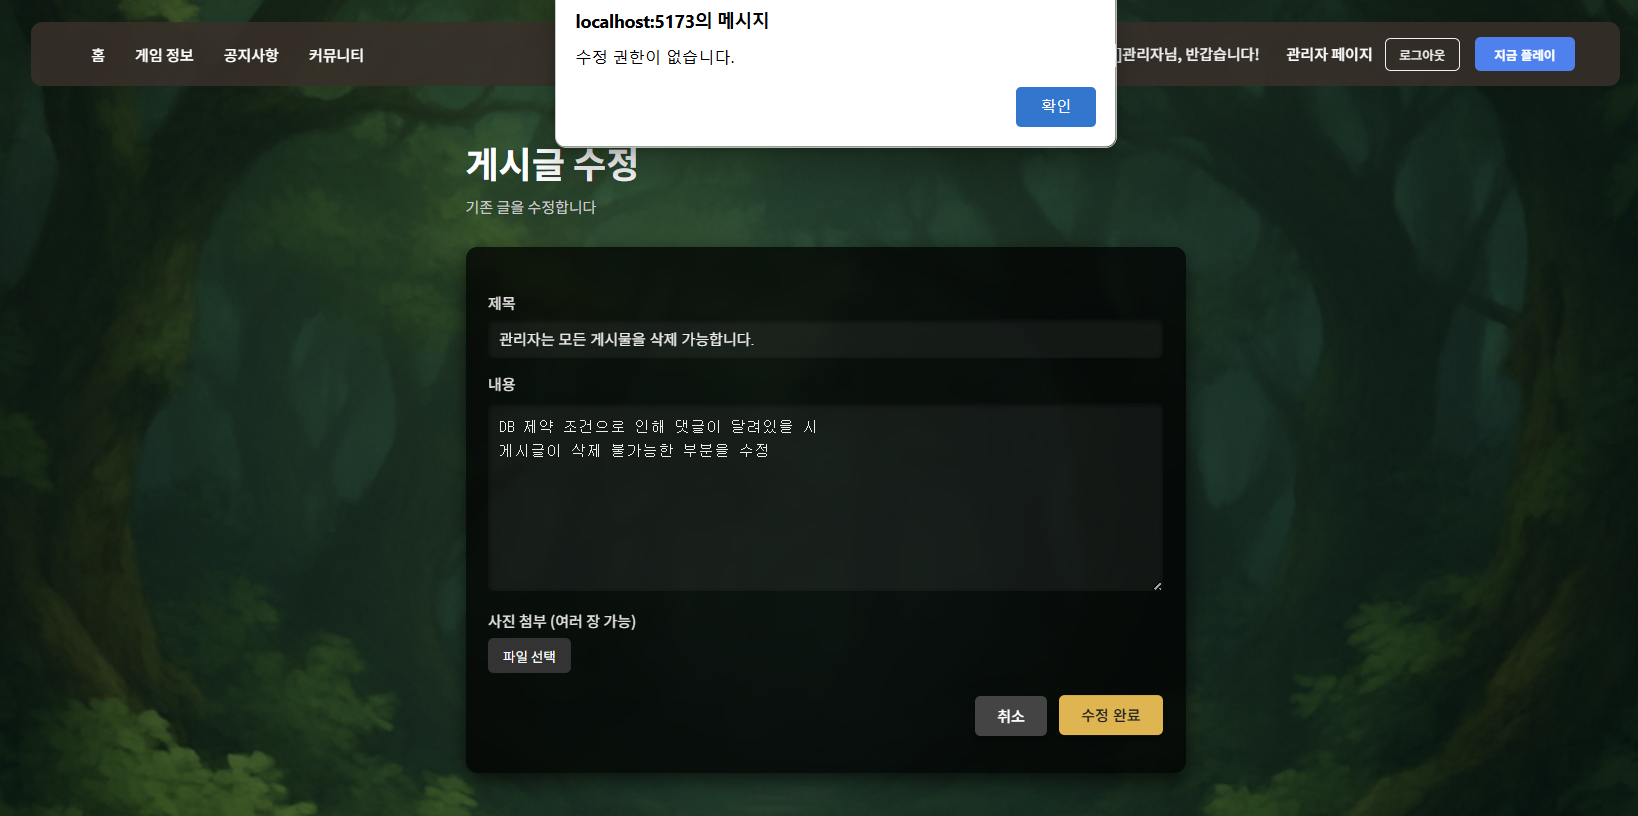 localhost:5173의 메시지
수정 권한이 없습니다.
확인
홈
게임 정보
공지사항
커뮤니티
]관리자님, 반갑습니다!
관리자 페이지
로그아웃
지금 플레이
게시글 수정
기존 글을 수정합니다
제목
관리자는 모든 게시물을 삭제 가능합니다.
내용
DB 제약 조건으로 인해 댓글이 달려있을 시
게시글이 삭제 불가능한 부분을 수정
사진 첨부 (여러 장 가능)
파일 선택
취소
수정 완료